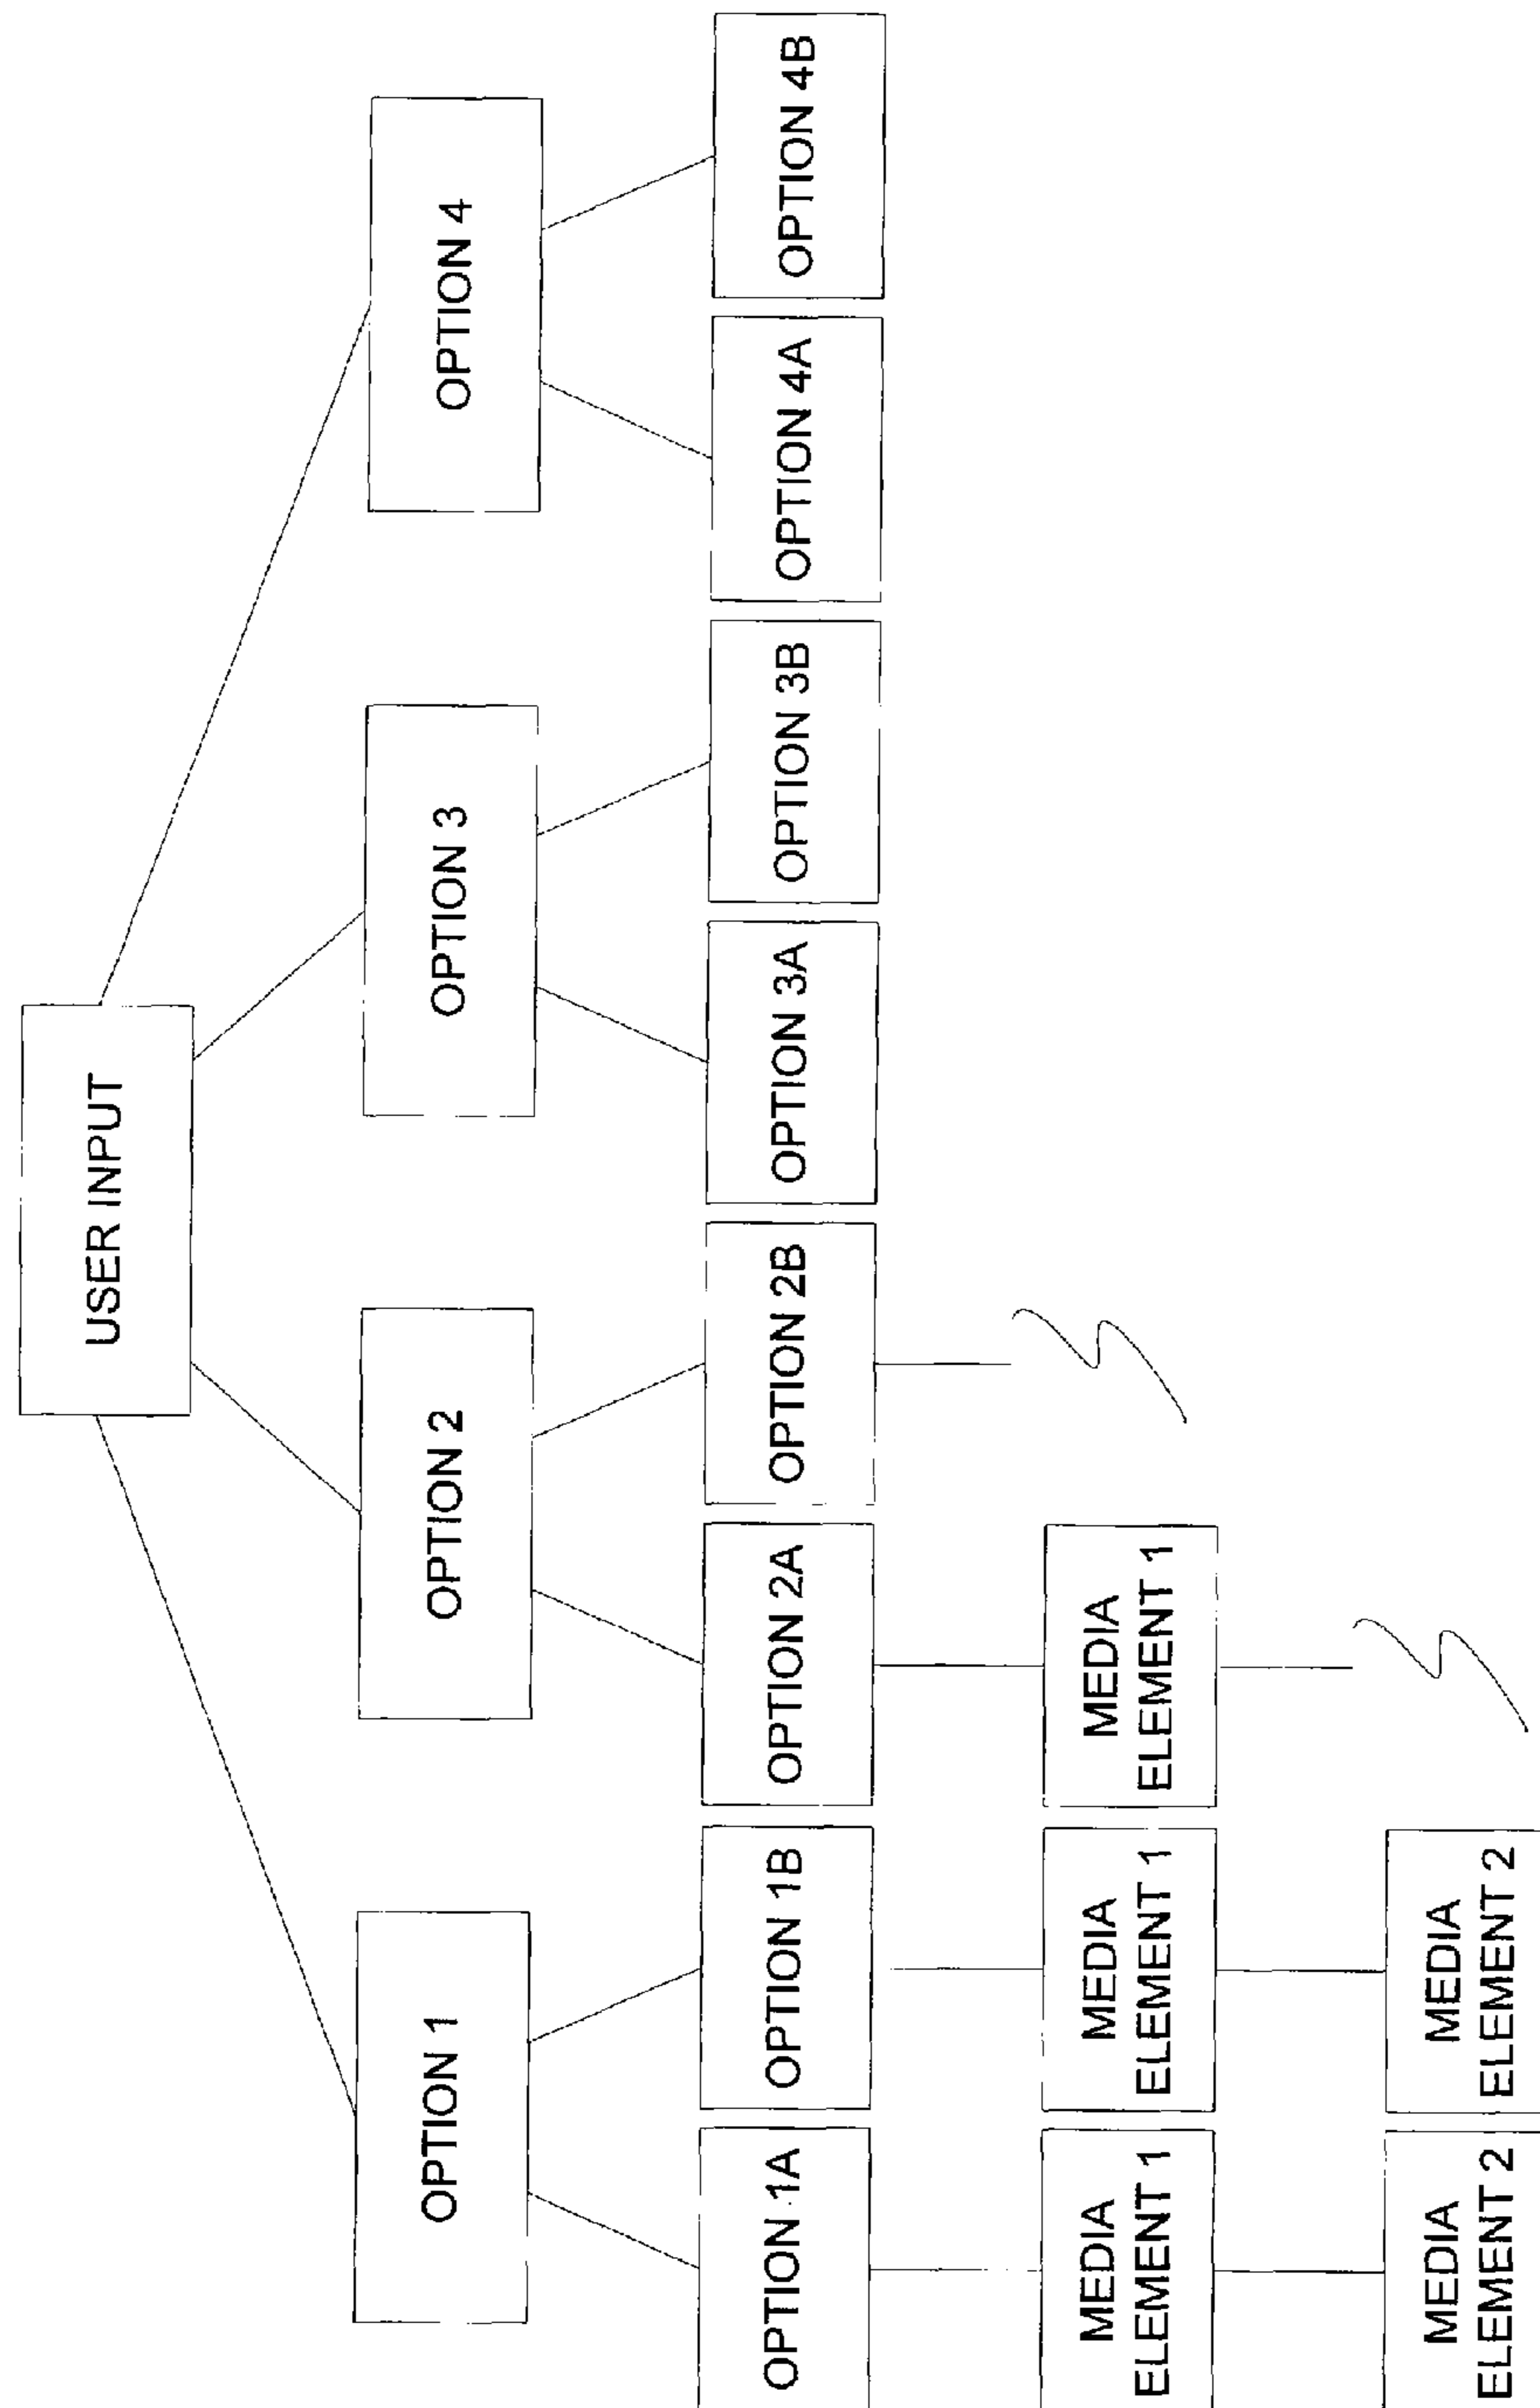 USER INPUT
OPTION 1
OPTION 2
OPTION 3
OPTION 4
OPTION 1A
OPTION 1B
OPTION 2A
OPTION 2B
OPTION 3A
OPTION 3B
OPTION 4A
OPTION 4B
MEDIA
ELEMENT 1
MEDIA
ELEMENT 1
MEDIA
ELEMENT 1
MEDIA
ELEMENT 2
MEDIA
ELEMENT 2